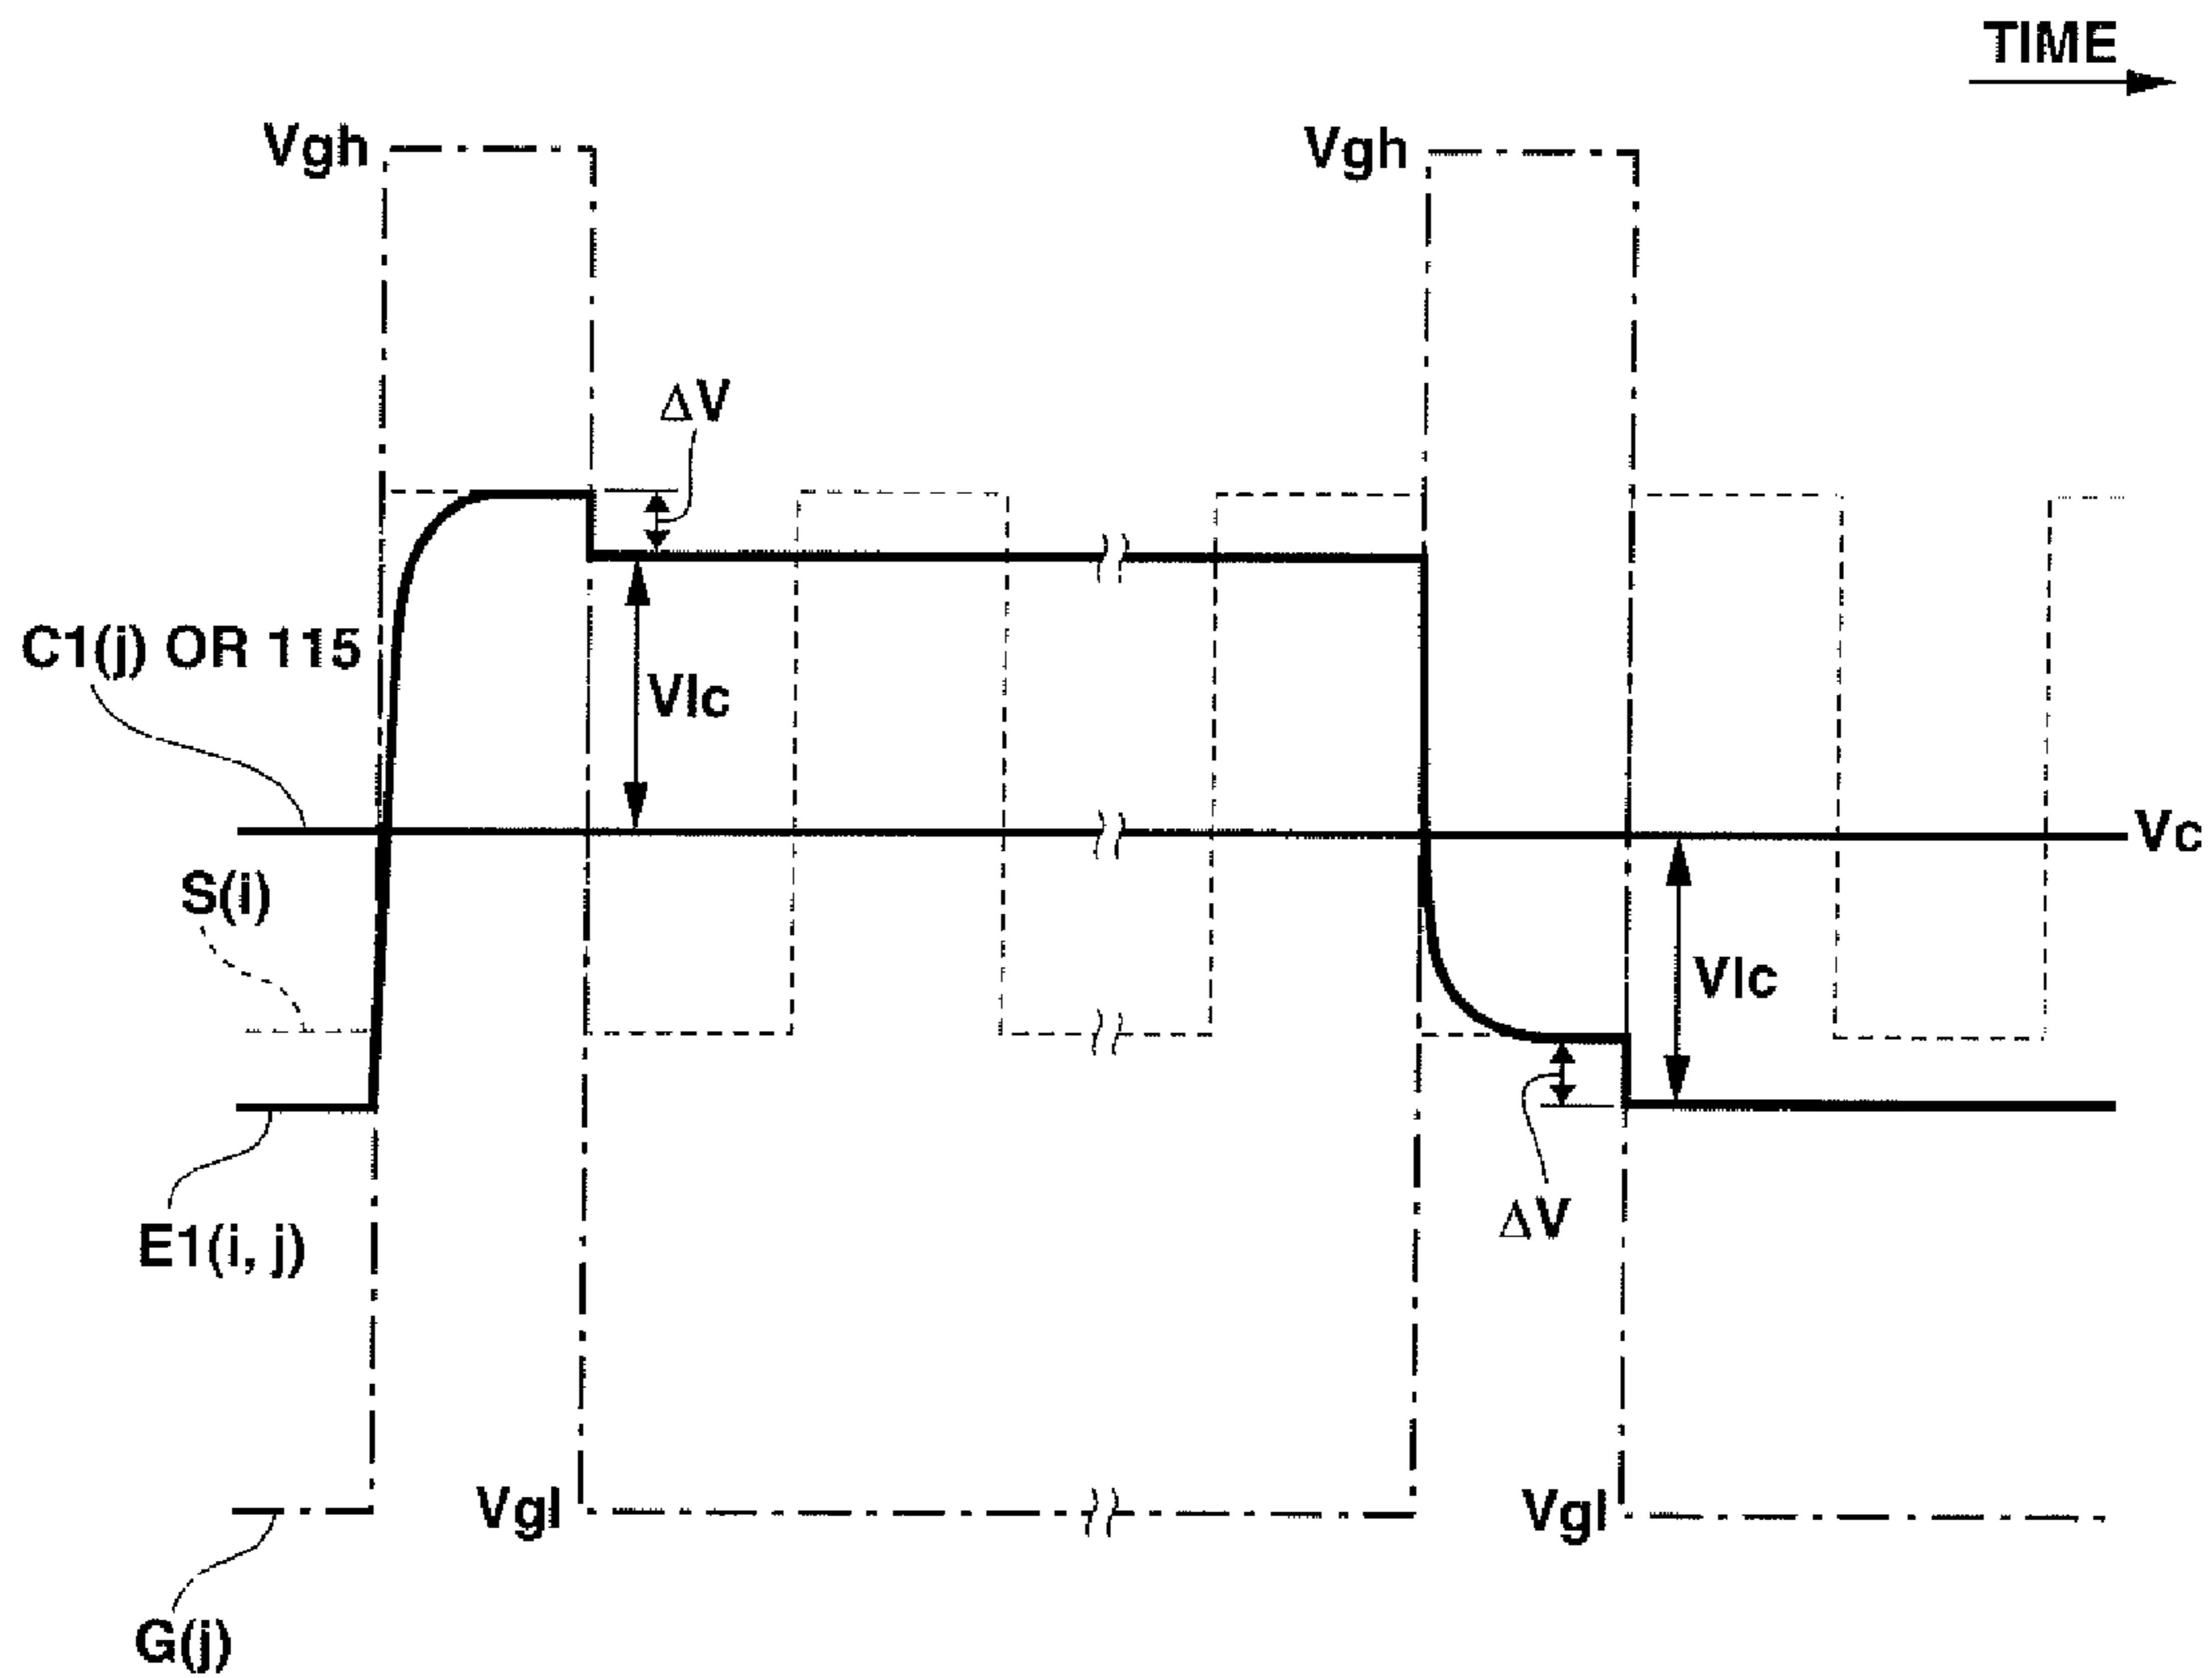 TIME
Vgh
Vgh
ΔV
C1(j) OR 115
Vlc
Vc
S(i)
Vlc
ΔV
E1(i, j)
Vgl
Vgl
G(j)